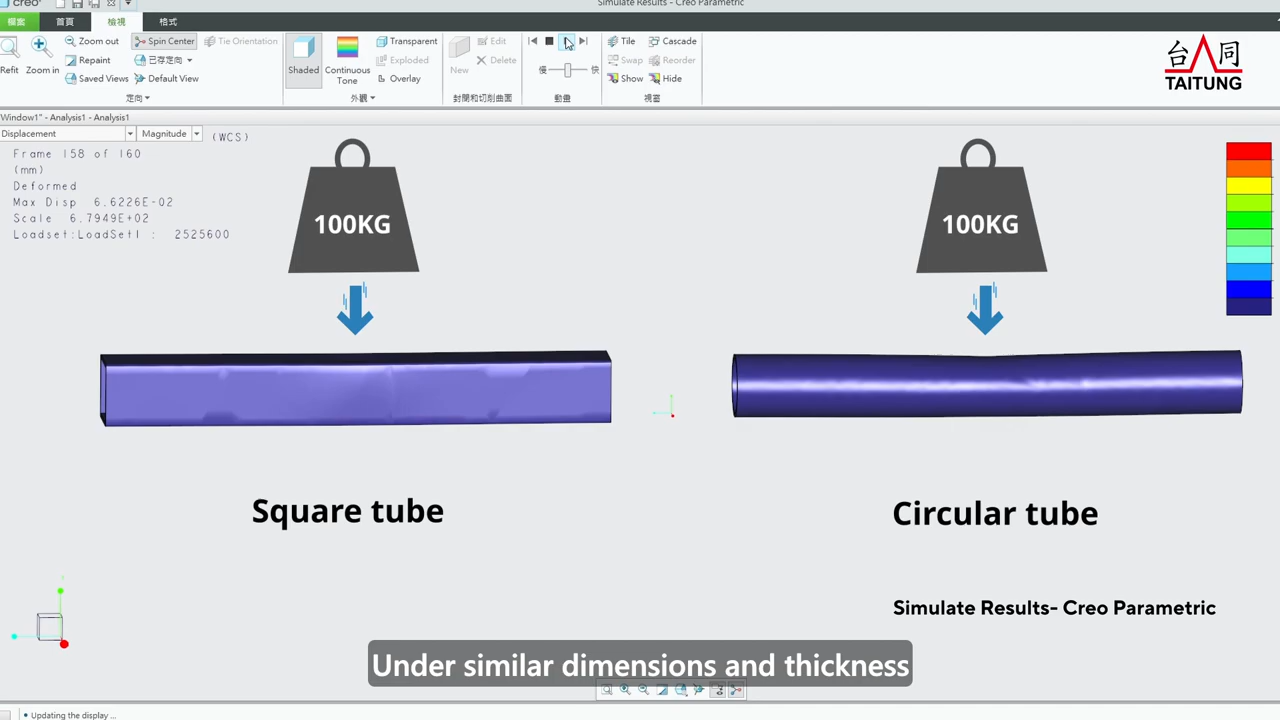 creo
Simulate Results - Creo Parametric
檔案 首頁 檢視 格式
Refit
Zoom in
Zoom out
Repaint
Saved Views
Spin Center
已存定向
Default View
Tie Orientation
定向
Shaded
Continuous
Tone
Transparent
Exploded
Overlay
外觀
New
Edit
Delete
封閉和切削曲面
慢 快
動畫
Tile
Swap
Show
Cascade
Reorder
Hide
視窗
台同
TAITUNG
Window1" - Analysis1 - Analysis1
Displacement Magnitude (WCS)
Frame 158 of 160
(mm)
Deformed
Max Disp 6.6226E-02
Scale 6.7949E+02
Loadset:LoadSet1 : 2525600
100KG
100KG
Square tube
Circular tube
Simulate Results- Creo Parametric
Under similar dimensions and thickness
Updating the display ...